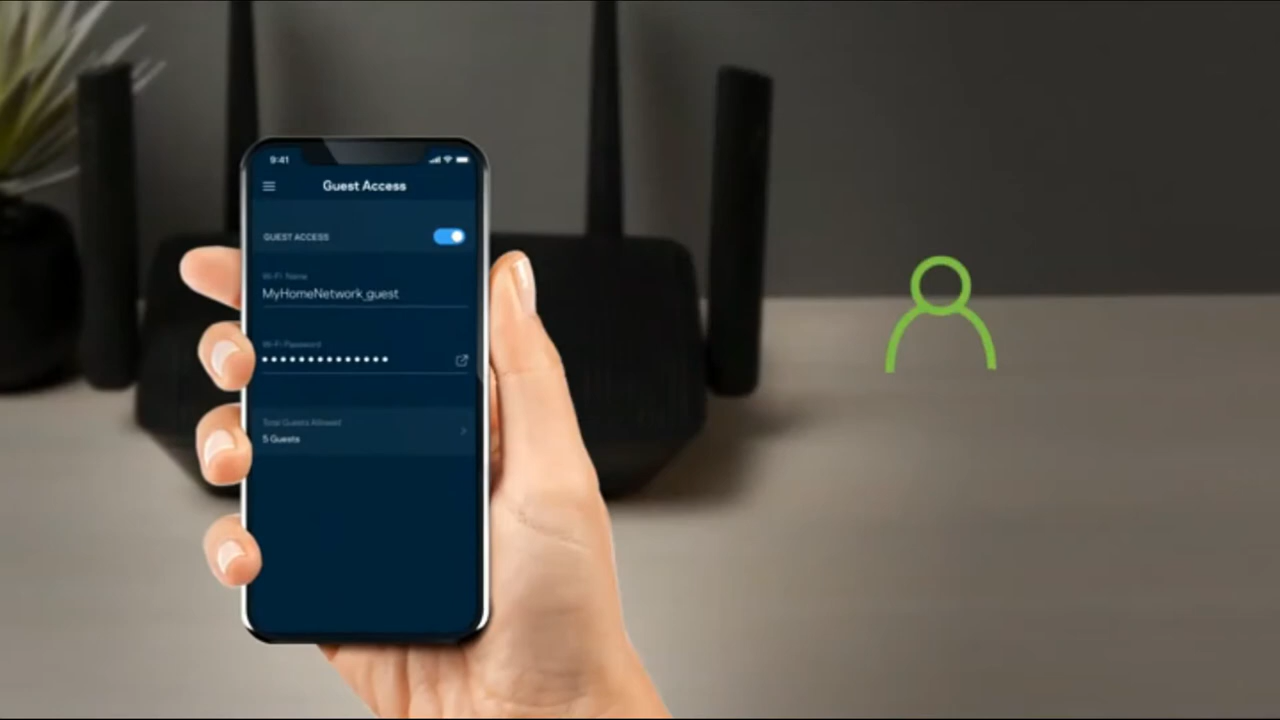 9:41
Guest Access
GUEST ACCESS
Wi-Fi Name
MyHomeNetwork_guest
Wi-Fi Password
Total Guests Allowed
5 Guests